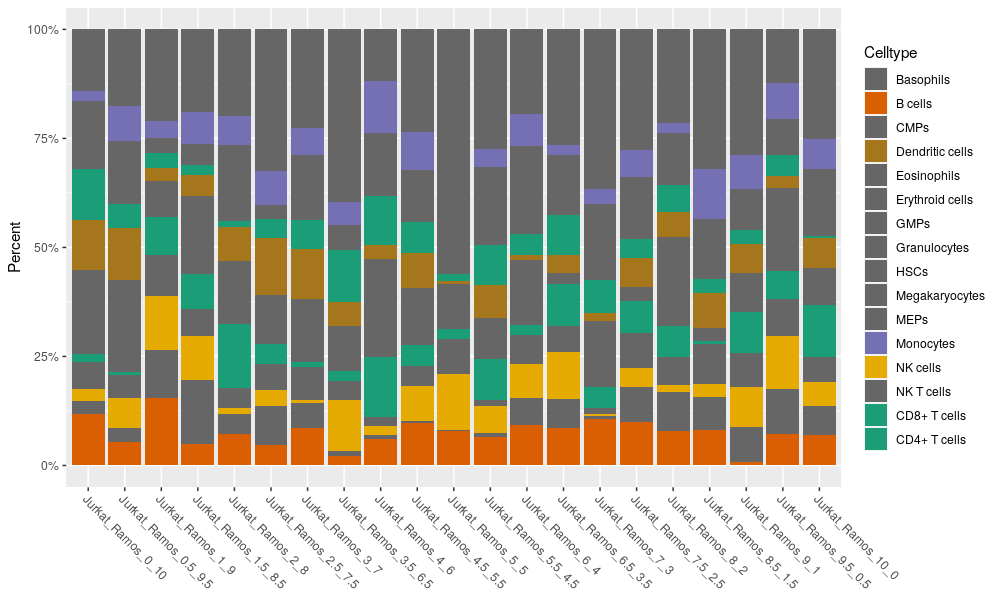 100%
75%
50%
25%
0%
Percent
Jurkat_Ramos_0_10
Jurkat_Ramos_0.5_9.5
Jurkat_Ramos_1_9
Jurkat_Ramos_1.5_8.5
Jurkat_Ramos_2_8
Jurkat_Ramos_2.5_7.5
Jurkat_Ramos_3_7
Jurkat_Ramos_3.5_6.5
Jurkat_Ramos_4_6
Jurkat_Ramos_4.5_5.5
Jurkat_Ramos_5_5
Jurkat_Ramos_5.5_4.5
Jurkat_Ramos_6_4
Jurkat_Ramos_6.5_3.5
Jurkat_Ramos_7_3
Jurkat_Ramos_7.5_2.5
Jurkat_Ramos_8_2
Jurkat_Ramos_8.5_1.5
Jurkat_Ramos_9_1
Jurkat_Ramos_9.5_0.5
Jurkat_Ramos_10_0
Celltype
Basophils
B cells
CMPs
Dendritic cells
Eosinophils
Erythroid cells
GMPs
Granulocytes
HSCs
Megakaryocytes
MEPs
Monocytes
NK cells
NK T cells
CD8+ T cells
CD4+ T cells